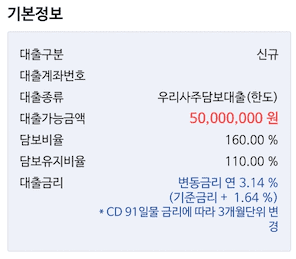 기본정보
대출구분 신규
대출계좌번호
대출종류 우리사주담보대출(한도)
대출가능금액 50,000,000 원
담보비율 160.00 %
담보유지비율 110.00 %
대출금리 변동금리 연 3.14 %
(기준금리 + 1.64 %)
* CD 91일물 금리에 따라 3개월단위 변
경